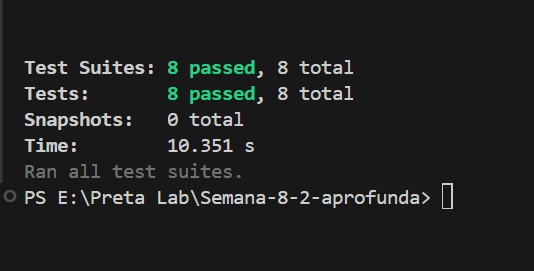 Test Suites: 8 passed, 8 total
Tests:       8 passed, 8 total
Snapshots:   0 total
Time:        10.351 s
Ran all test suites.
PS E:\Preta Lab\Semana-8-2-aprofunda>